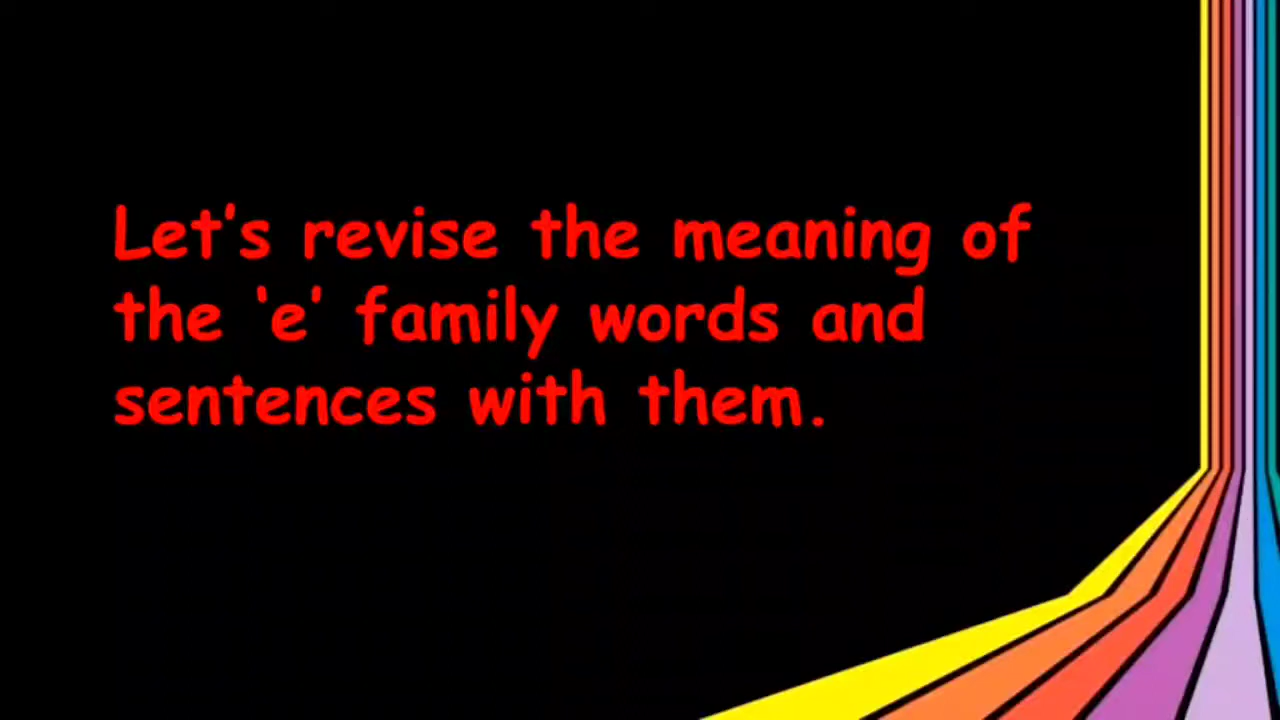 Let's revise the meaning of
the 'e' family words and
sentences with them.